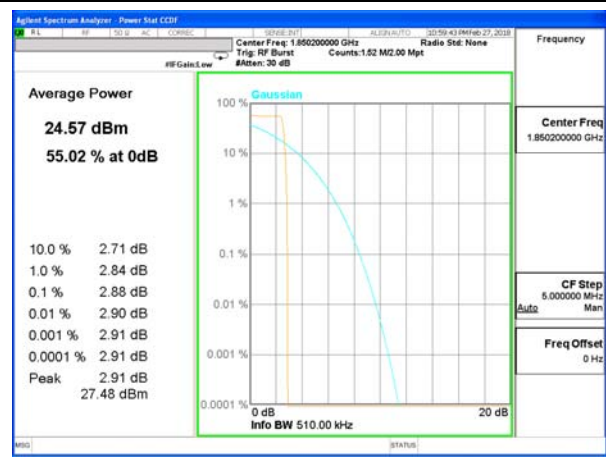 Agilent Spectrum Analyzer - Power Stat CCDF
RL RF 50 Ω AC CORREC SENSE:INT ALIGN AUTO 10:59:43 PM Feb 27, 2018
Center Freq: 1.850200000 GHz Radio Std: None
Trig: RF Burst Counts:1.52 M/2.00 Mpt
#IFGain:Low #Atten: 30 dB
Frequency
Average Power
24.57 dBm
55.02 % at 0dB
10.0 % 2.71 dB
1.0 % 2.84 dB
0.1 % 2.88 dB
0.01 % 2.90 dB
0.001 % 2.91 dB
0.0001 % 2.91 dB
Peak 2.91 dB
27.48 dBm
Gaussian
100 %
10 %
1 %
0.1 %
0.01 %
0.001 %
0.0001 %
0 dB 20 dB
Info BW 510.00 kHz
Center Freq
1.850200000 GHz
CF Step
5.000000 MHz
Auto Man
Freq Offset
0 Hz
MSG STATUS